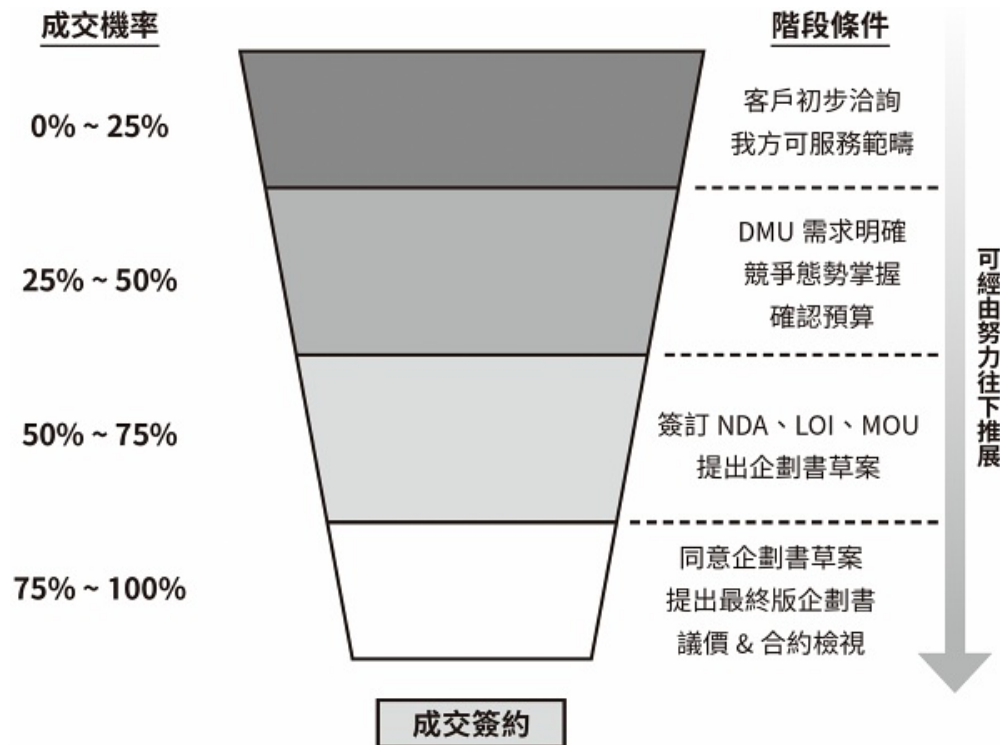 成交機率
階段條件
0% ~ 25%
客戶初步洽詢
我方可服務範疇
25% ~ 50%
DMU 需求明確
競爭態勢掌握
確認預算
50% ~ 75%
簽訂 NDA、LOI、MOU
提出企劃書草案
75% ~ 100%
同意企劃書草案
提出最終版企劃書
議價 & 合約檢視
可經由努力往下推展
成交簽約